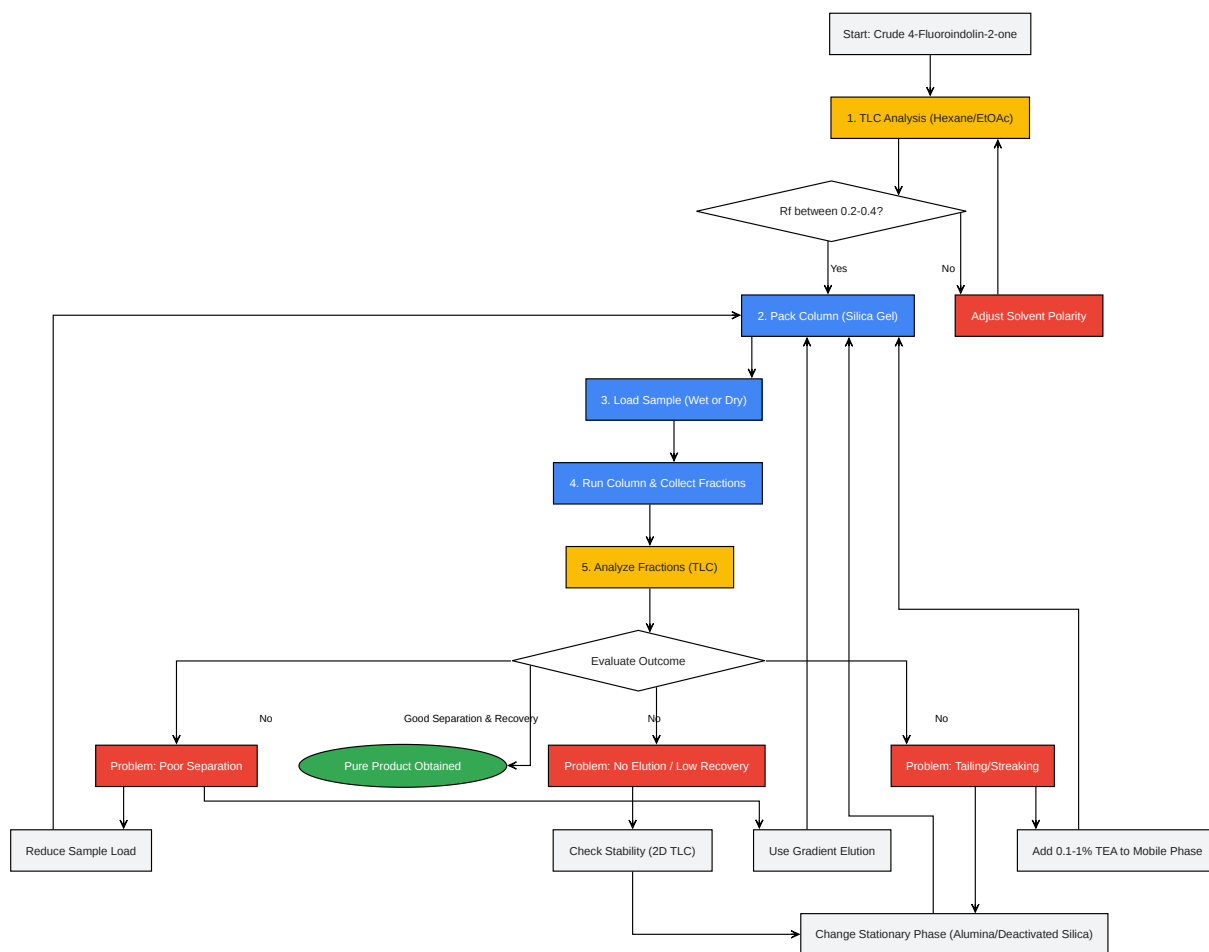 Start: Crude 4-Fluoroindolin-2-one
1. TLC Analysis (Hexane/EtOAc)
Rf between 0.2-0.4?
Yes
No
2. Pack Column (Silica Gel)
Adjust Solvent Polarity
3. Load Sample (Wet or Dry)
4. Run Column & Collect Fractions
5. Analyze Fractions (TLC)
Evaluate Outcome
No
Good Separation & Recovery
No
No
Problem: Poor Separation
Pure Product Obtained
Problem: No Elution / Low Recovery
Problem: Tailing/Streaking
Reduce Sample Load
Check Stability (2D TLC)
Use Gradient Elution
Add 0.1-1% TEA to Mobile Phase
Change Stationary Phase (Alumina/Deactivated Silica)